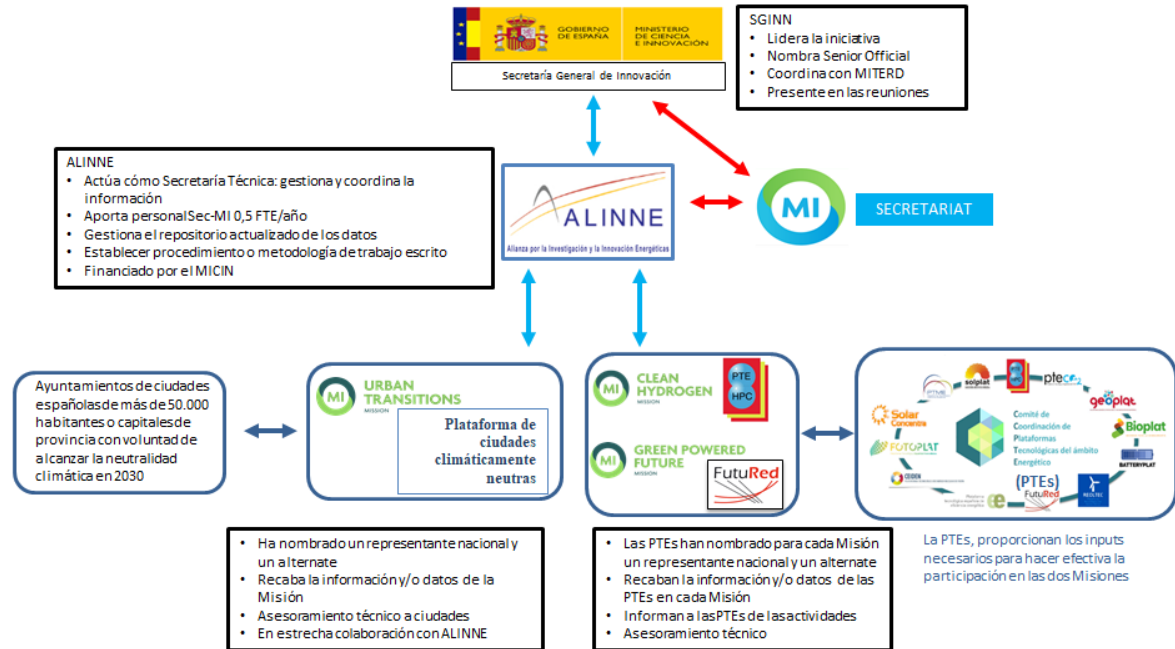 GOBIERNO
DE ESPAÑA
MINISTERIO
DE CIENCIA
E INNOVACIÓN
Secretaría General de Innovación
SGINN
• Lidera la iniciativa
• Nombra Senior Official
• Coordina con MITERD
• Presente en las reuniones
ALINNE
• Actúa cómo Secretaría Técnica: gestiona y coordina la
información
• Aporta personal Sec-MI 0,5 FTE/año
• Gestiona el repositorio actualizado de los datos
• Establecer procedimiento o metodología de trabajo escrito
• Financiado por el MICIN
ALINNE
Alianza por la Investigación y la Innovación Energéticas
MI
SECRETARIAT
Ayuntamientos de ciudades
españolas de más de 50.000
habitantes o capitales de
provincia con voluntad de
alcanzar la neutralidad
climática en 2030
MI
URBAN
TRANSITIONS
MISSION
Plataforma de
ciudades
climáticamente
neutras
MI
CLEAN
HYDROGEN
MISSION
PTE
HPC
MI
GREEN POWERED
FUTURE
MISSION
FutuRed
solplat
PTE
HPC
pteco2
geoplat
Bioplat
BATTERYPLAT
REOLTEC
FutuRed
CEIDEN
FOTOPLAT
Solar
Concentra
Comité de
Coordinación de
Plataformas
Tecnológicas del ámbito
Energético
(PTEs)
• Ha nombrado un representante nacional y
un alternate
• Recaba la información y/o datos de la
Misión
• Asesoramiento técnico a ciudades
• En estrecha colaboración con ALINNE
• Las PTEs han nombrado para cada Misión
un representante nacional y un alternate
• Recaban la información y/o datos de las
PTEs en cada Misión
• Informan a las PTEs de las actividades
• Asesoramiento técnico
La PTEs, proporcionan los inputs
necesarios para hacer efectiva la
participación en las dos Misiones